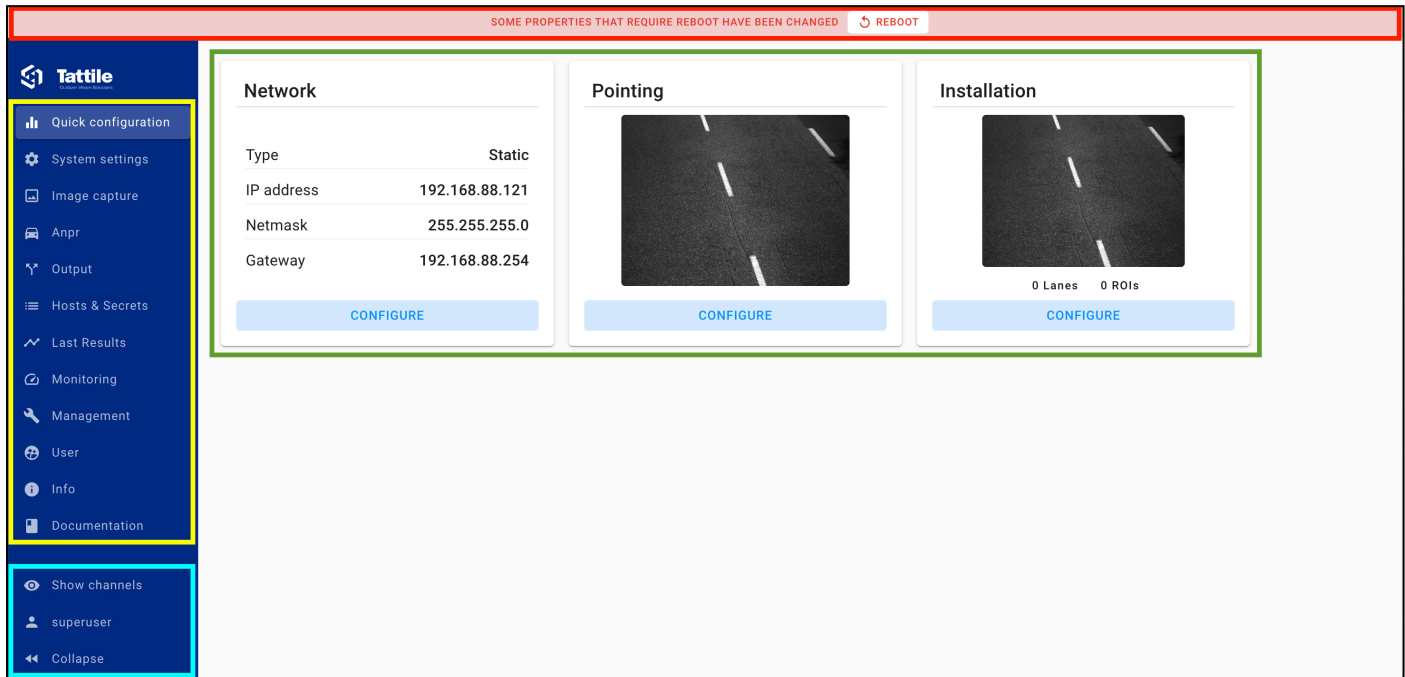 SOME PROPERTIES THAT REQUIRE REBOOT HAVE BEEN CHANGED REBOOT
Tattile
Quick configuration
System settings
Image capture
Anpr
Output
Hosts & Secrets
Last Results
Monitoring
Management
User
Info
Documentation
Show channels
superuser
Collapse
Network
Type Static
IP address 192.168.88.121
Netmask 255.255.255.0
Gateway 192.168.88.254
CONFIGURE
Pointing
CONFIGURE
Installation
0 Lanes 0 ROIs
CONFIGURE